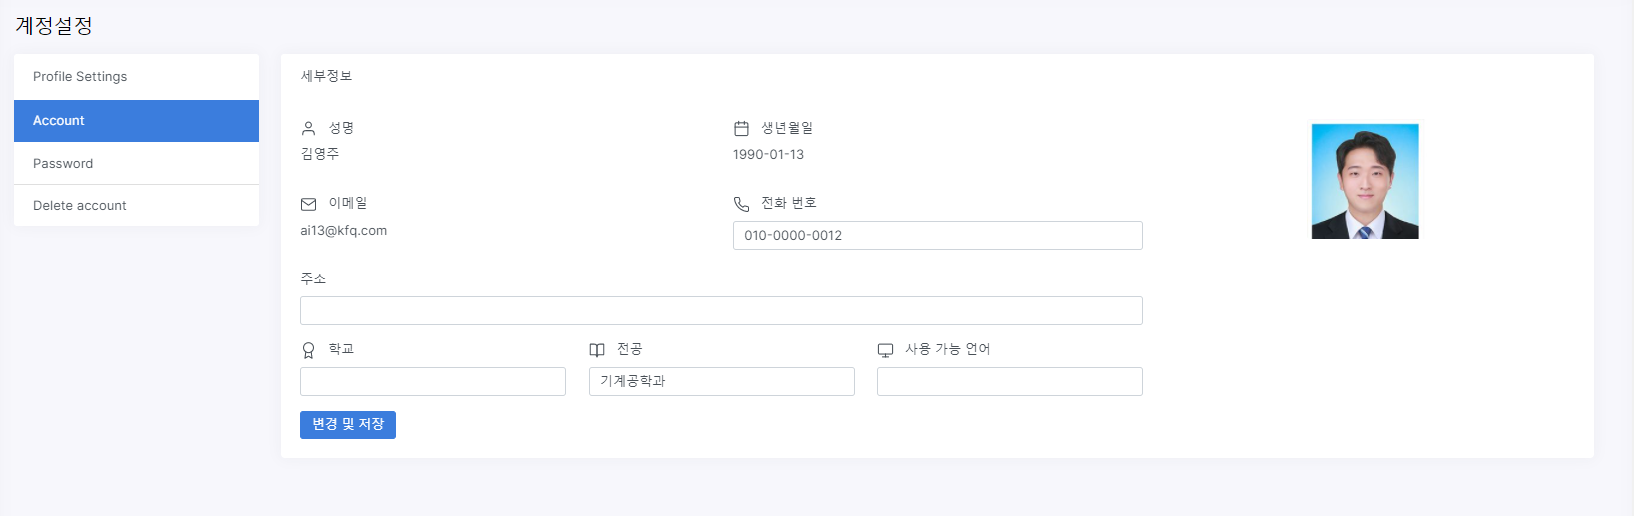 계정설정
Profile Settings
Account
Password
Delete account
세부정보
성명
김영주
생년월일
1990-01-13
이메일
ai13@kfq.com
전화 번호
010-0000-0012
주소
학교
전공
기계공학과
사용 가능 언어
변경 및 저장